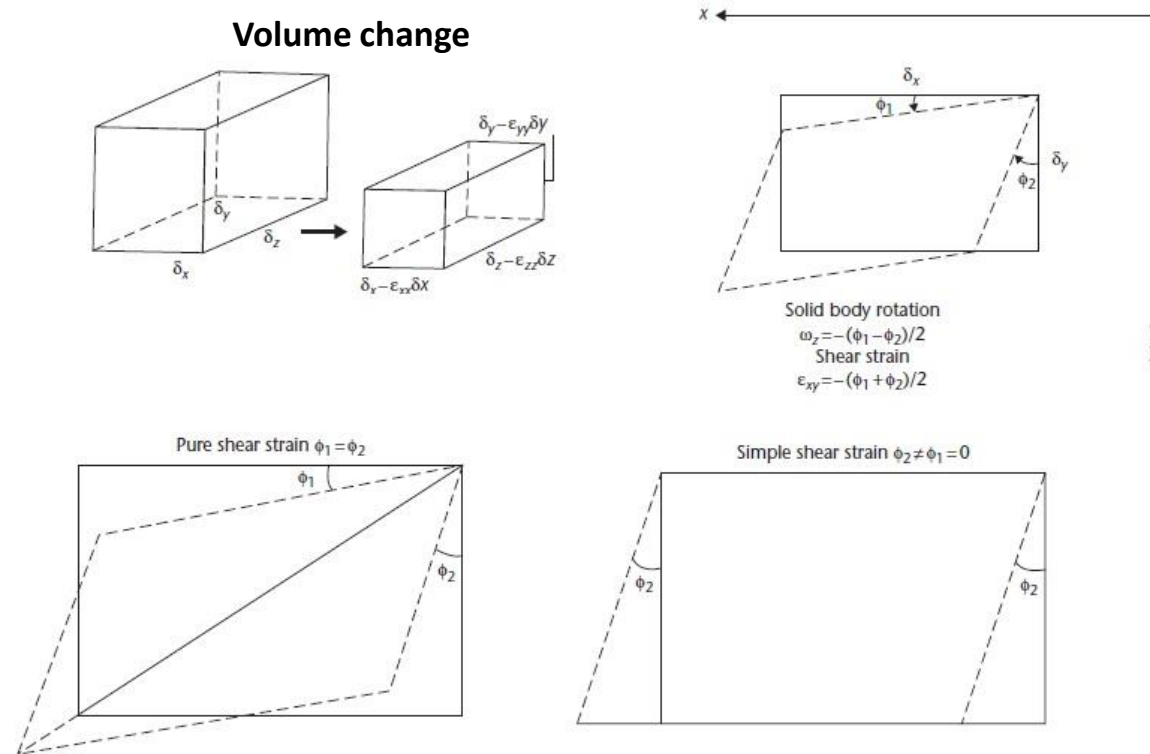 Volume change
δy–εyyδy
δy
δz
δx
δz–εzzδz
δx–εxxδx
x
δx
ϕ1
δy
ϕ2
Solid body rotation
ωz=–(ϕ1–ϕ2)/2
Shear strain
εxy=–(ϕ1+ϕ2)/2
Pure shear strain ϕ1=ϕ2
ϕ1
ϕ2
Simple shear strain ϕ2≠ϕ1=0
ϕ2
ϕ2